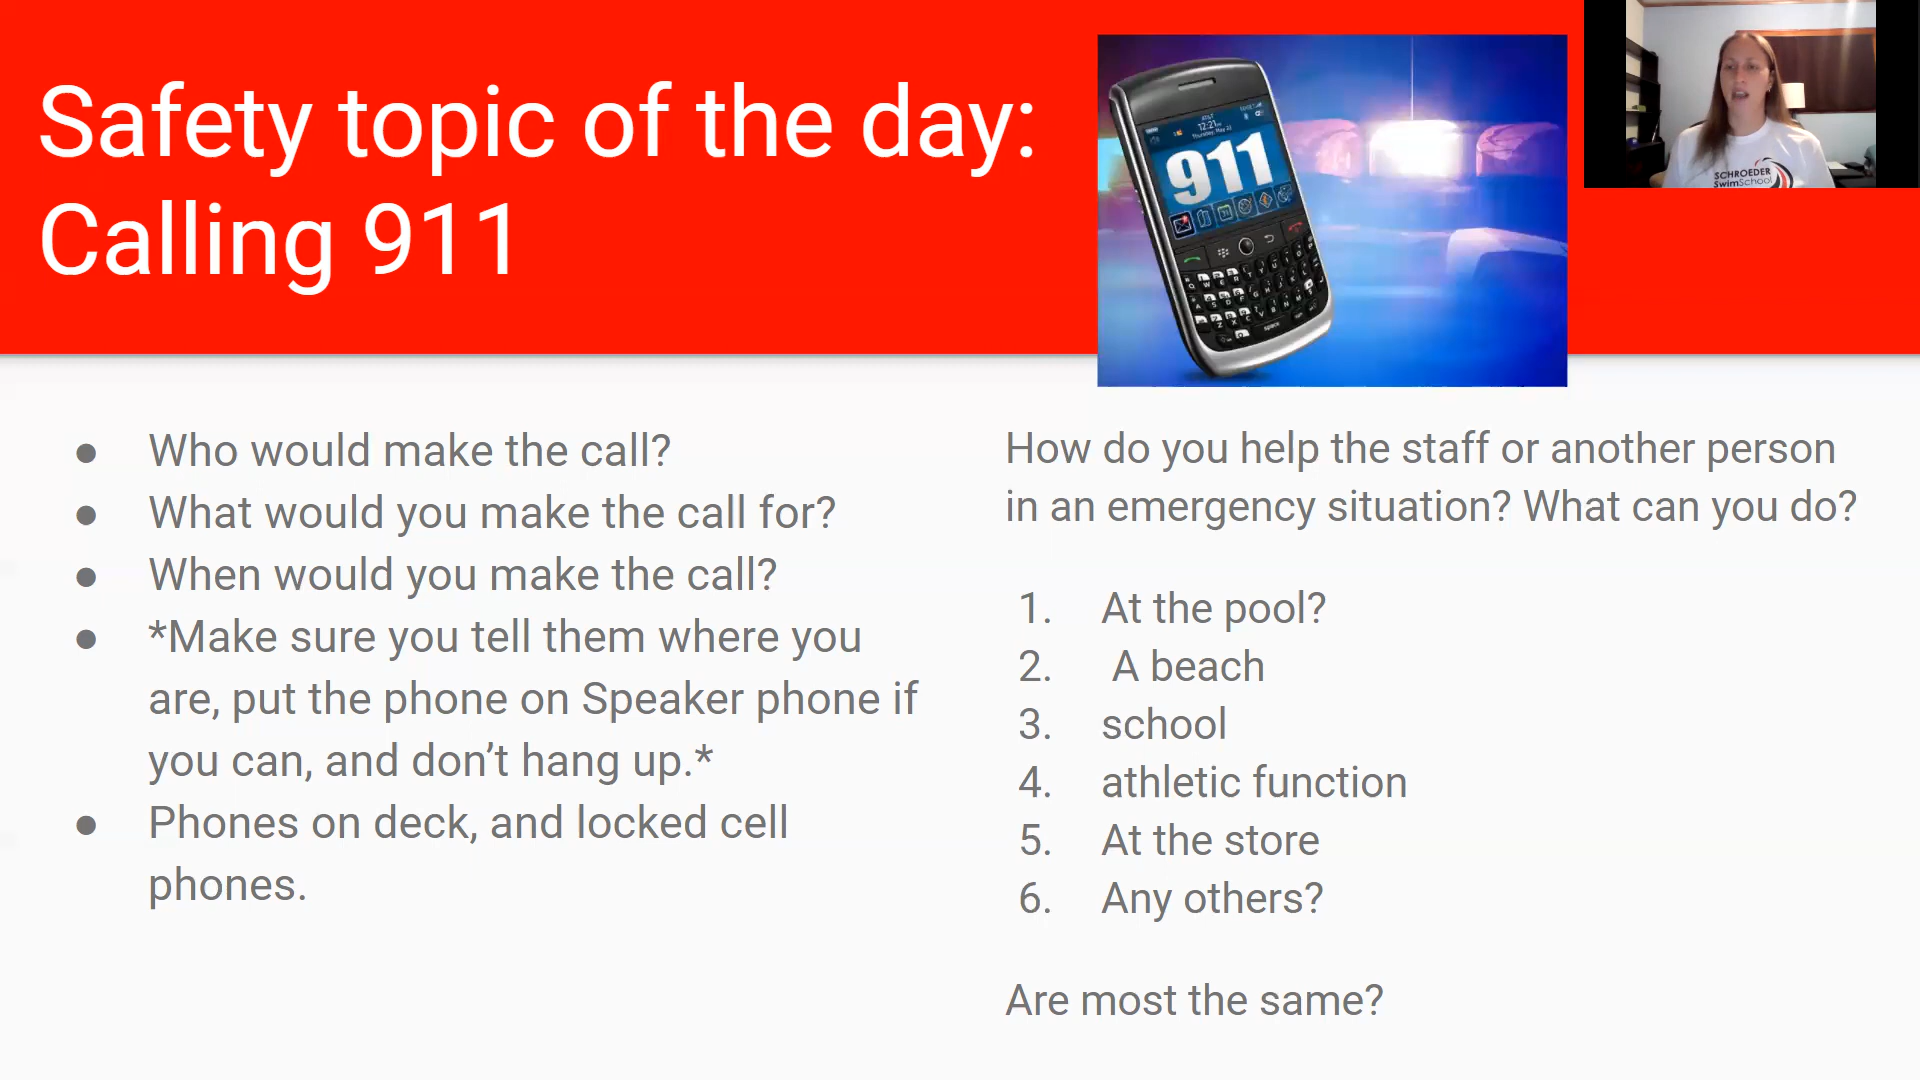 Safety topic of the day:
Calling 911
911
12:21
SCHROEDER
SwimSchool
● Who would make the call?
● What would you make the call for?
● When would you make the call?
● *Make sure you tell them where you
are, put the phone on Speaker phone if
you can, and don’t hang up.*
● Phones on deck, and locked cell
phones.
How do you help the staff or another person
in an emergency situation? What can you do?
1. At the pool?
2. A beach
3. school
4. athletic function
5. At the store
6. Any others?
Are most the same?